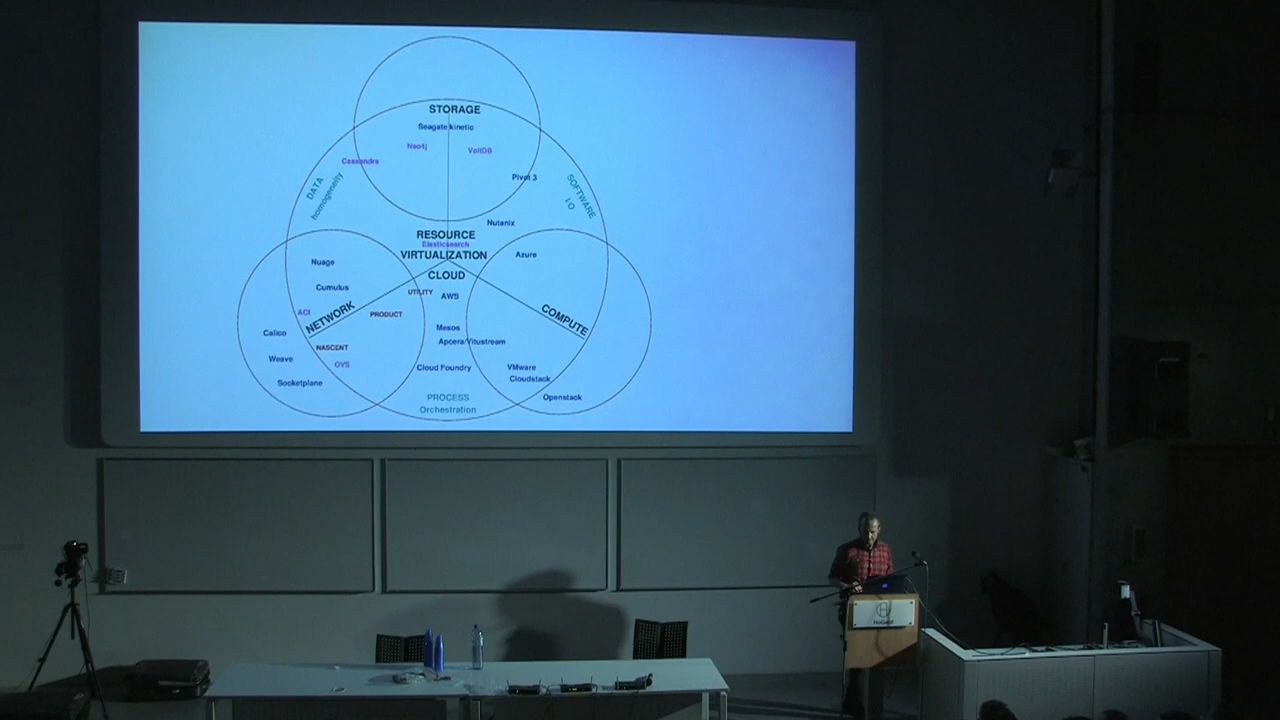 STORAGE
Seagate kinetic
Neo4j
VoltDB
Cassandra
Pivot 3
DATA
homogeneity
SOFTWARE
I/O
Nutanix
RESOURCE
Elasticsearch
VIRTUALIZATION
Azure
Nuage
CLOUD
Cumulus
UTILITY
AWS
ACI
NETWORK
PRODUCT
COMPUTE
Calico
Mesos
Apcera/Vitustream
NASCENT
Weave
OVS
Cloud Foundry
VMware
Cloudstack
Socketplane
PROCESS
Openstack
Orchestration